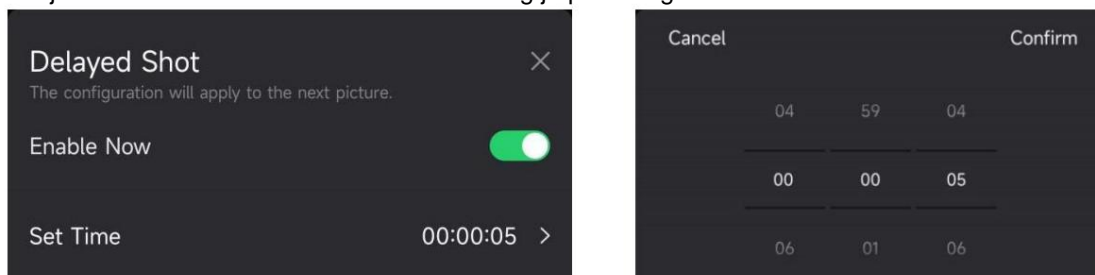 Delayed Shot
The configuration will apply to the next picture.
Enable Now
Set Time 00:00:05 >
Cancel Confirm
04 59 04
00 00 05
06 01 06